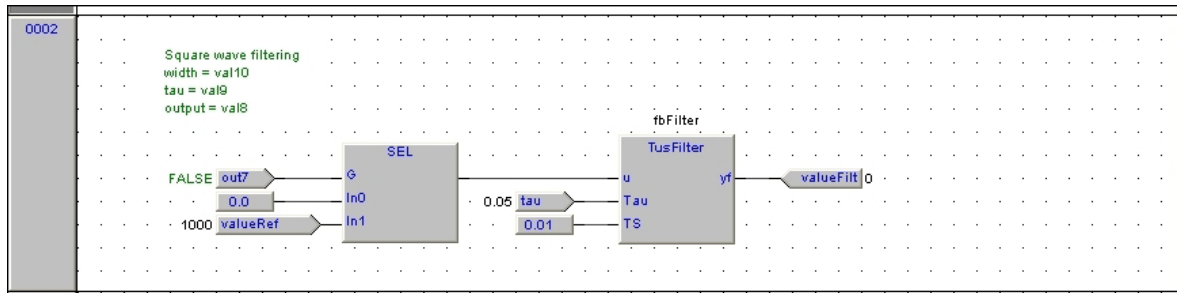 0002
Square wave filtering
width = val10
tau = val9
output = val8
fbFilter
SEL
TusFilter
FALSE out7 G u yf valueFilt 0
0.0 In0 0.05 tau Tau
1000 valueRef In1 0.01 TS